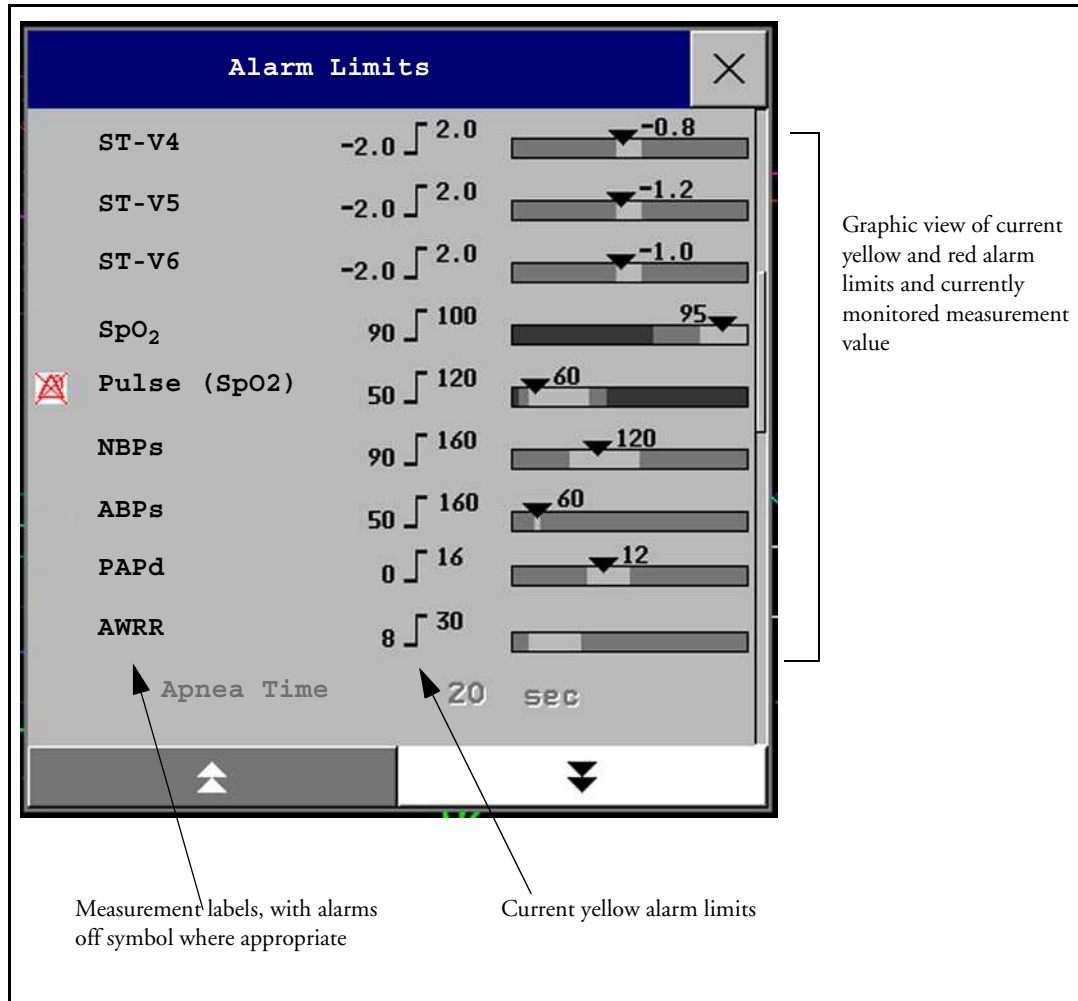 Alarm Limits
ST-V4 -2.0 2.0 -0.8
ST-V5 -2.0 2.0 -1.2
ST-V6 -2.0 2.0 -1.0
SpO₂ 90 100 95
Pulse (SpO2) 50 120 60
NBPs 90 160 120
ABPs 50 160 60
PAPd 0 16 12
AWRR 8 30
Apnea Time 20 sec
Graphic view of current
yellow and red alarm
limits and currently
monitored measurement
value
Measurement labels, with alarms
off symbol where appropriate
Current yellow alarm limits